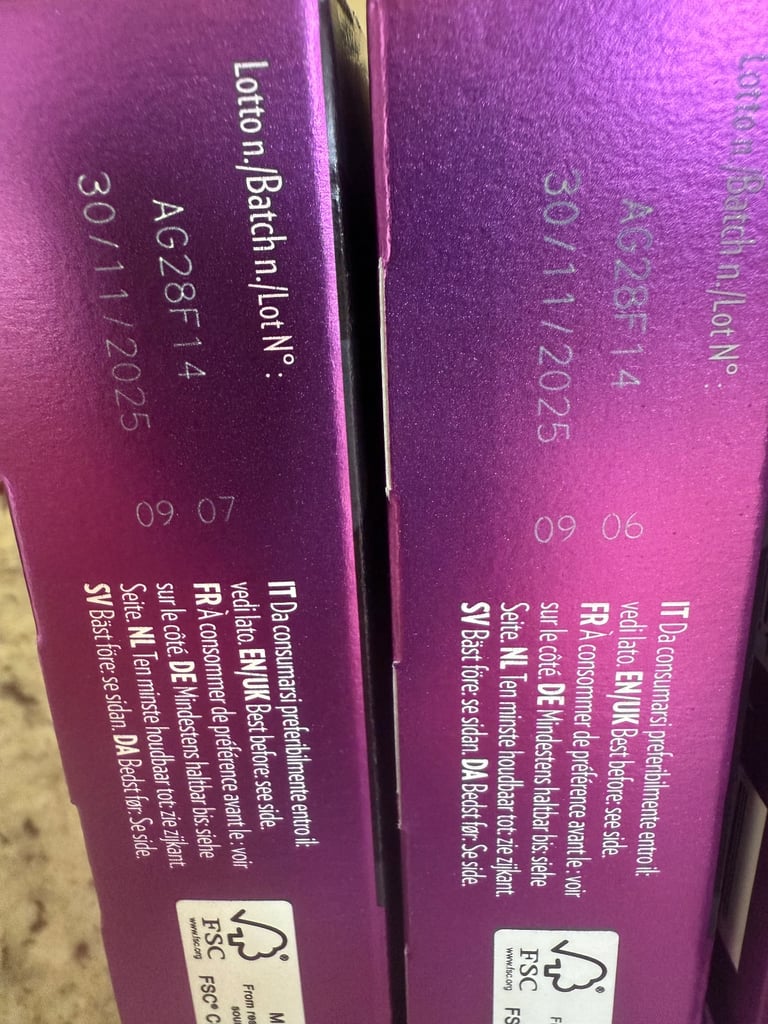 Lotto n./Batch n./Lot N°:
AG28F14
30/11/2025
09 07
IT Da consumarsi preferibilmente entro il:
vedi lato. EN/UK Best before: see side.
FR À consommer de préférence avant le: voir
sur le côté. DE Mindestens haltbar bis: siehe
Seite. NL Ten minste houdbaar tot: zie zijkant.
SV Bäst före: se sidan. DA Bedst før: Se side.
FSC
www.fsc.org
FSC® C
From
Lotto n./Batch n./Lot N°:
AG28F14
30/11/2025
09 06
IT Da consumarsi preferibilmente entro il:
vedi lato. EN/UK Best before: see side.
FR À consommer de préférence avant le: voir
sur le côté. DE Mindestens haltbar bis: siehe
Seite. NL Ten minste houdbaar tot: zie zijkant.
SV Bäst före: se sidan. DA Bedst før: Se side.
FSC
www.fsc.org